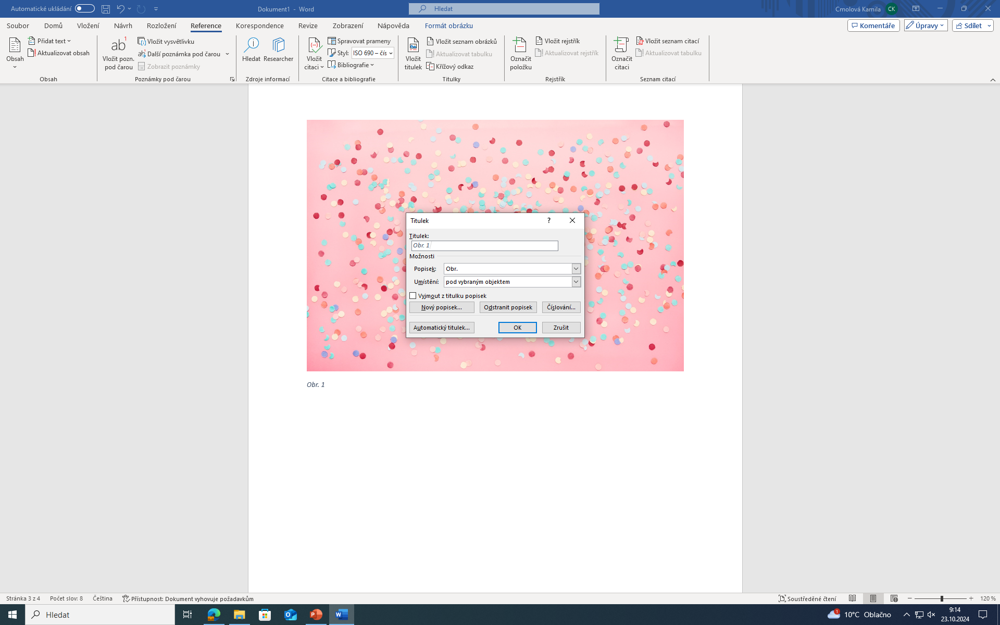 Automatické ukládání
Dokument1 - Word
Hledat
Cmolová Kamila
CK
Soubor
Domů
Vložení
Návrh
Rozložení
Reference
Korespondence
Revize
Zobrazení
Nápověda
Formát obrázku
Komentáře
Úpravy
Sdílet
Obsah
Přidat text
Aktualizovat obsah
Obsah
ab1
Vložit pozn.
pod čarou
Vložit vysvětlivku
Další poznámka pod čarou
Zobrazit poznámky
Poznámky pod čarou
Hledat
Researcher
Zdroje informací
Vložit
citaci
Spravovat prameny
Styl:
ISO 690 – čís
Bibliografie
Citace a bibliografie
Vložit
titulek
Vložit seznam obrázků
Aktualizovat tabulku
Křížový odkaz
Titulky
Označit
položku
Vložit rejstřík
Aktualizovat rejstřík
Rejstřík
Označit
citaci
Vložit seznam citací
Aktualizovat tabulku
Seznam citací
Titulek
?
Titulek:
Obr. 1
Možnosti
Popisek:
Obr.
Umístění:
pod vybraným objektem
Vyjmout z titulku popisek
Nový popisek...
Odstranit popisek
Číslování...
Automatický titulek...
OK
Zrušit
Obr. 1
Stránka 3 z 4
Počet slov: 8
Čeština
Přístupnost: Dokument vyhovuje požadavkům
Soustředěné čtení
120 %
Hledat
1
10°C Oblačno
9:14
23.10.2024